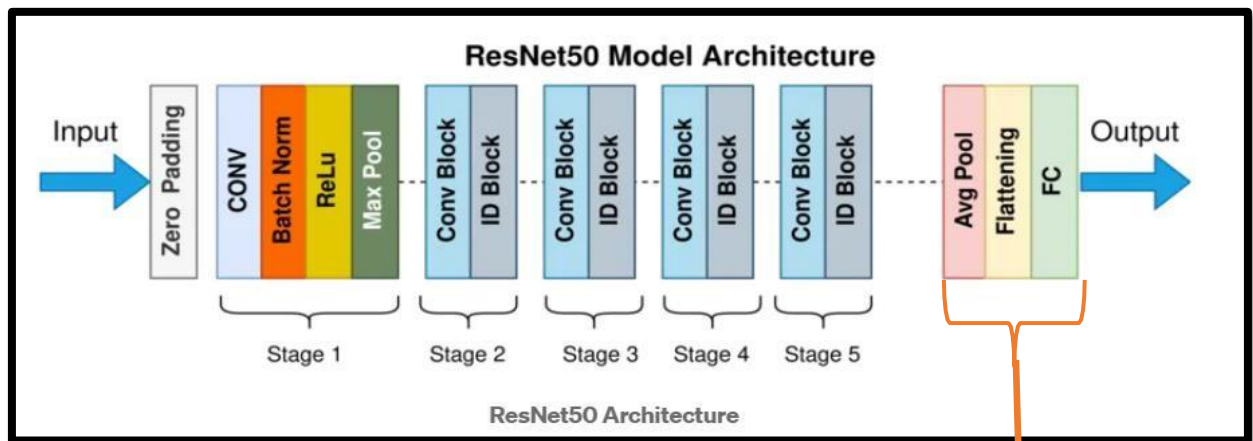 ResNet50 Model Architecture
Input
Zero Padding
CONV
Batch Norm
ReLu
Max Pool
Conv Block
ID Block
Conv Block
ID Block
Conv Block
ID Block
Conv Block
ID Block
Avg Pool
Flattening
FC
Output
Stage 1
Stage 2
Stage 3
Stage 4
Stage 5
ResNet50 Architecture